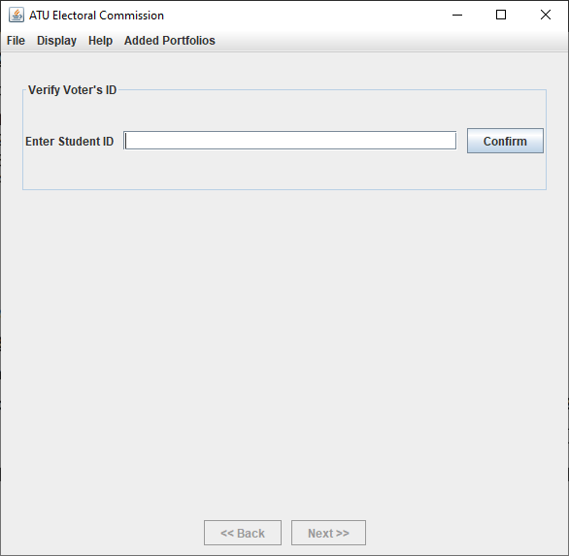 ATU Electoral Commission
File Display Help Added Portfolios
Verify Voter's ID
Enter Student ID Confirm
<< Back Next >>